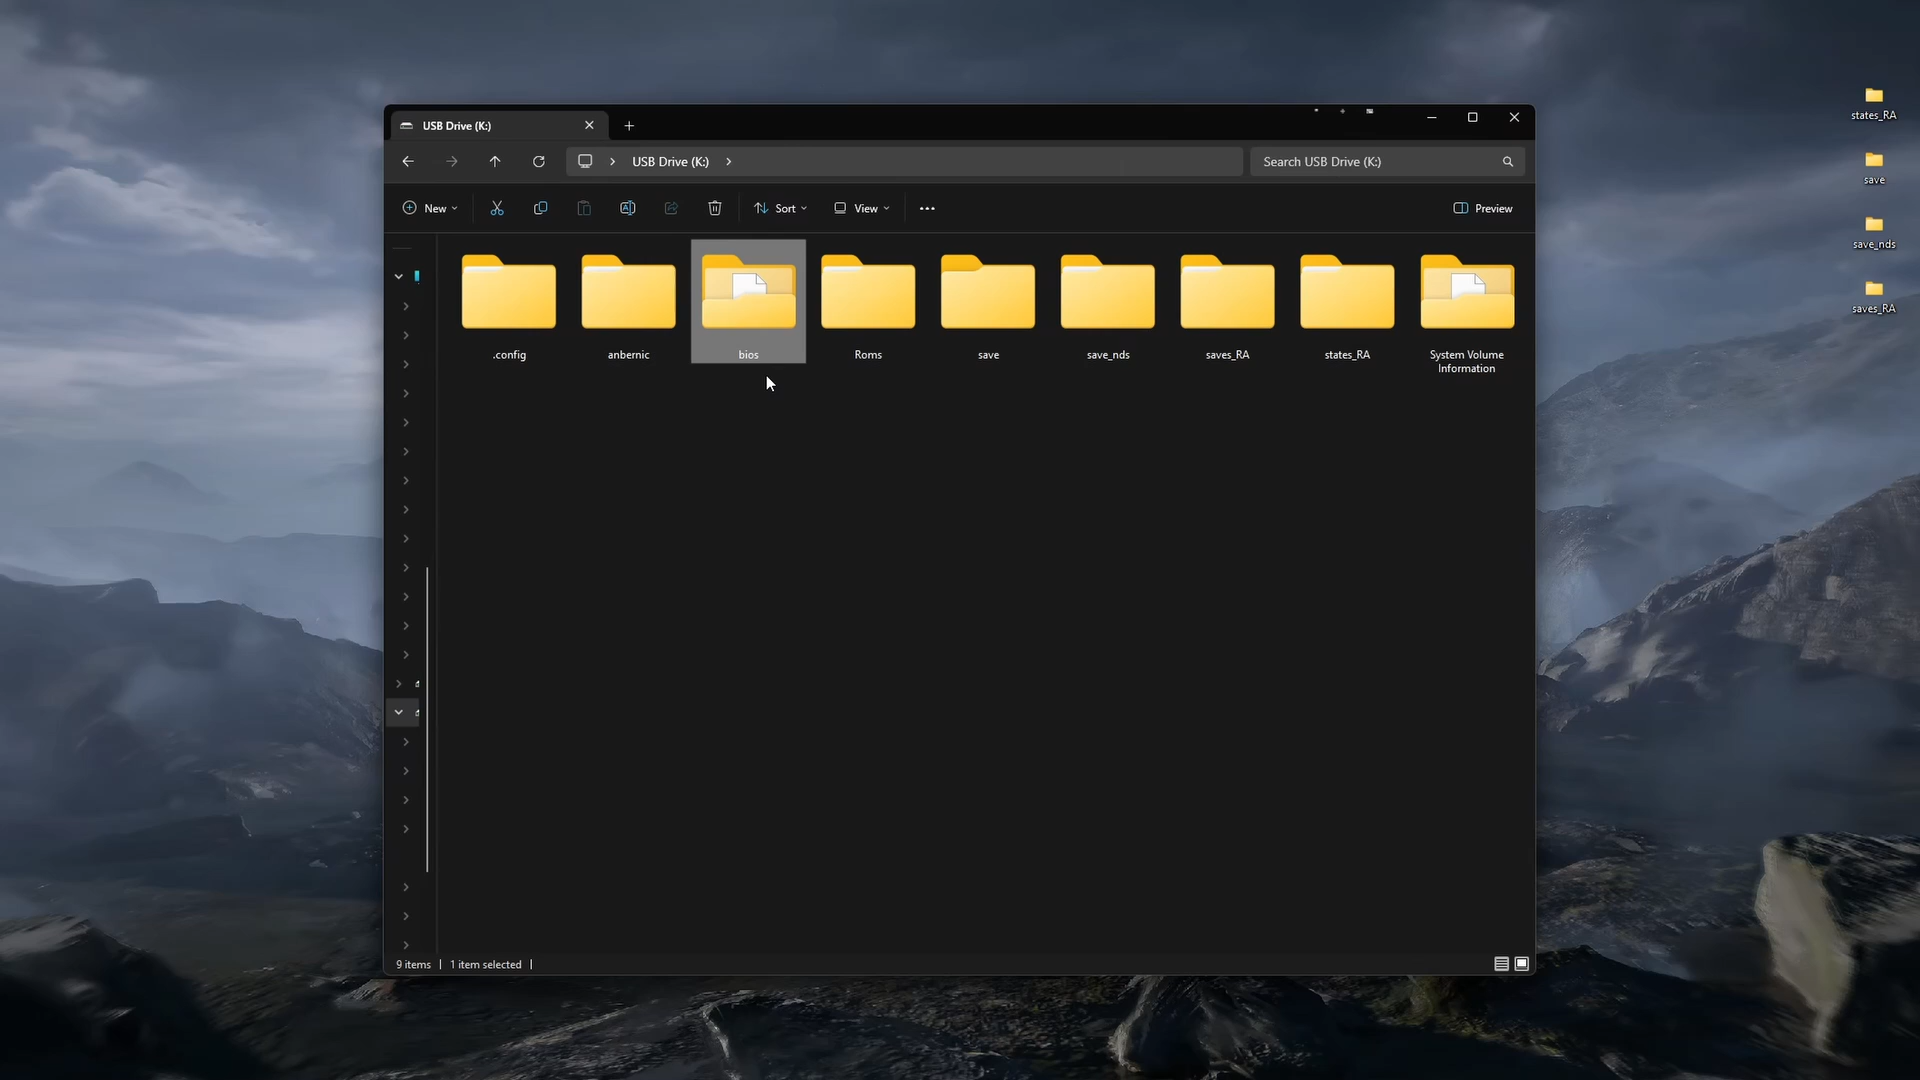 USB Drive (K:)
USB Drive (K:)
Search USB Drive (K:)
New
Sort
View
Preview
.config
anbernic
bios
Roms
save
save_nds
saves_RA
states_RA
System Volume
Information
9 items
1 item selected
states_RA
save
save_nds
saves_RA